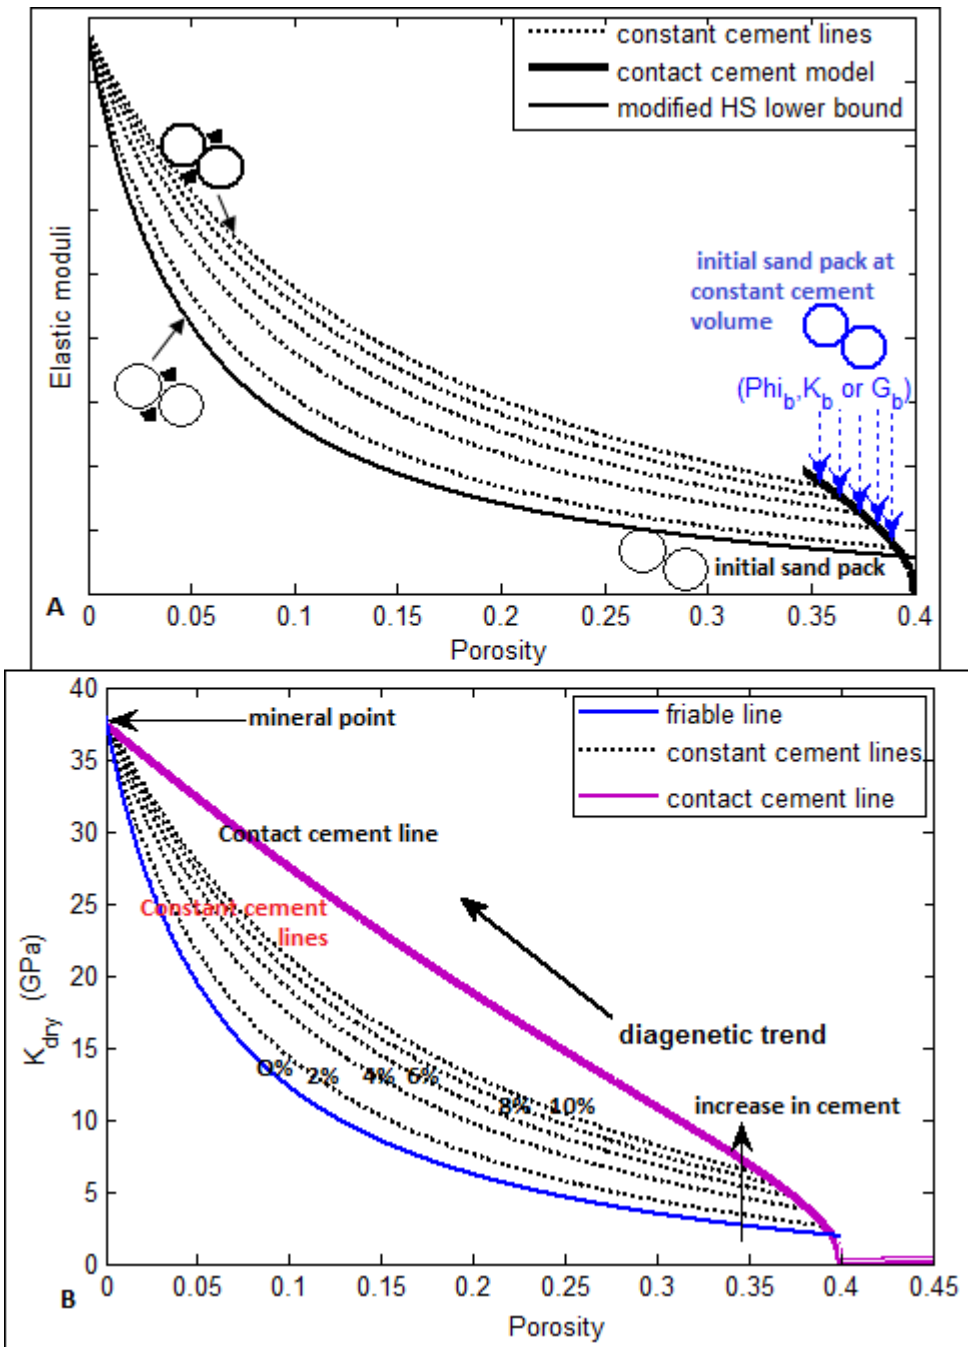 constant cement lines
contact cement model
modified HS lower bound
initial sand pack at
constant cement
volume
(Phi_b,K_b or G_b)
initial sand pack
Elastic moduli
A
0 0.05 0.1 0.15 0.2 0.25 0.3 0.35 0.4
Porosity
40
35
30
25
20
15
10
5
0
mineral point
friable line
constant cement lines
contact cement line
Contact cement line
Constant cement
lines
diagenetic trend
0% 2% 4% 6%
8% 10%
increase in cement
K_dry (GPa)
B
0 0.05 0.1 0.15 0.2 0.25 0.3 0.35 0.4 0.45
Porosity